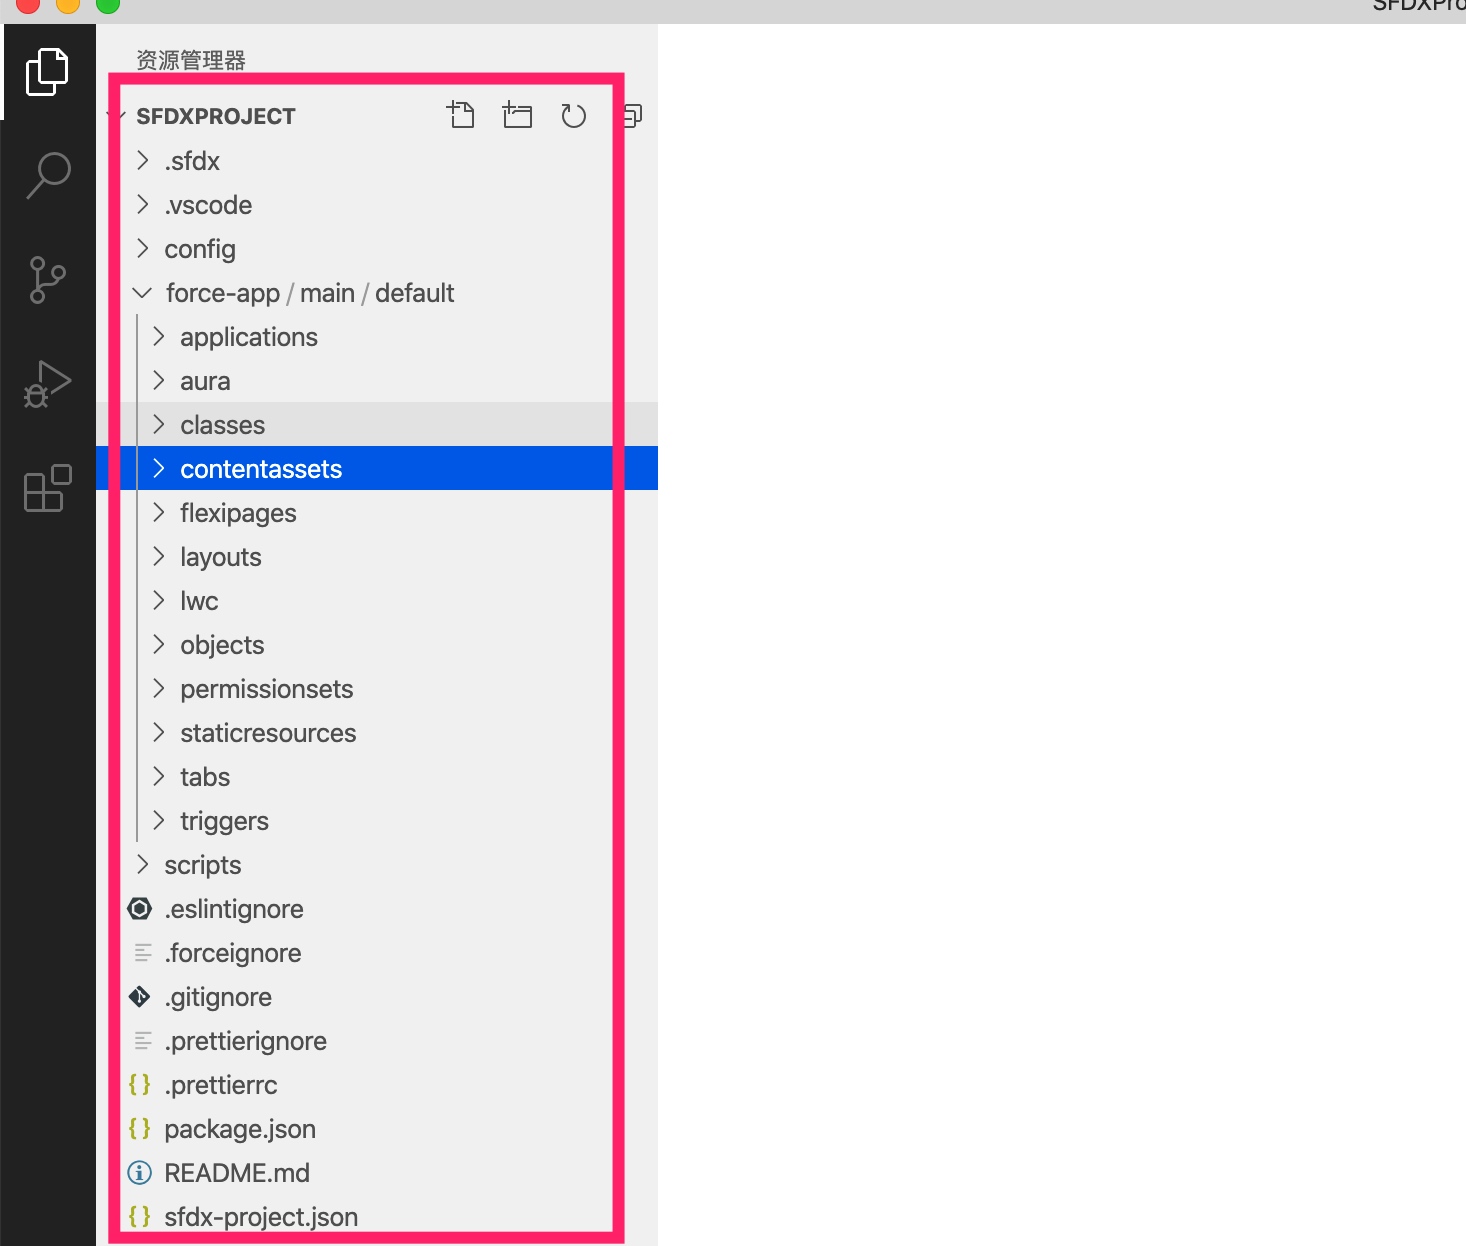 资源管理器
SFDXPROJECT
.sfdx
.vscode
config
force-app / main / default
applications
aura
classes
contentassets
flexipages
layouts
lwc
objects
permissionsets
staticresources
tabs
triggers
scripts
.eslintignore
.forceignore
.gitignore
.prettierignore
.prettierrc
package.json
README.md
sfdx-project.json